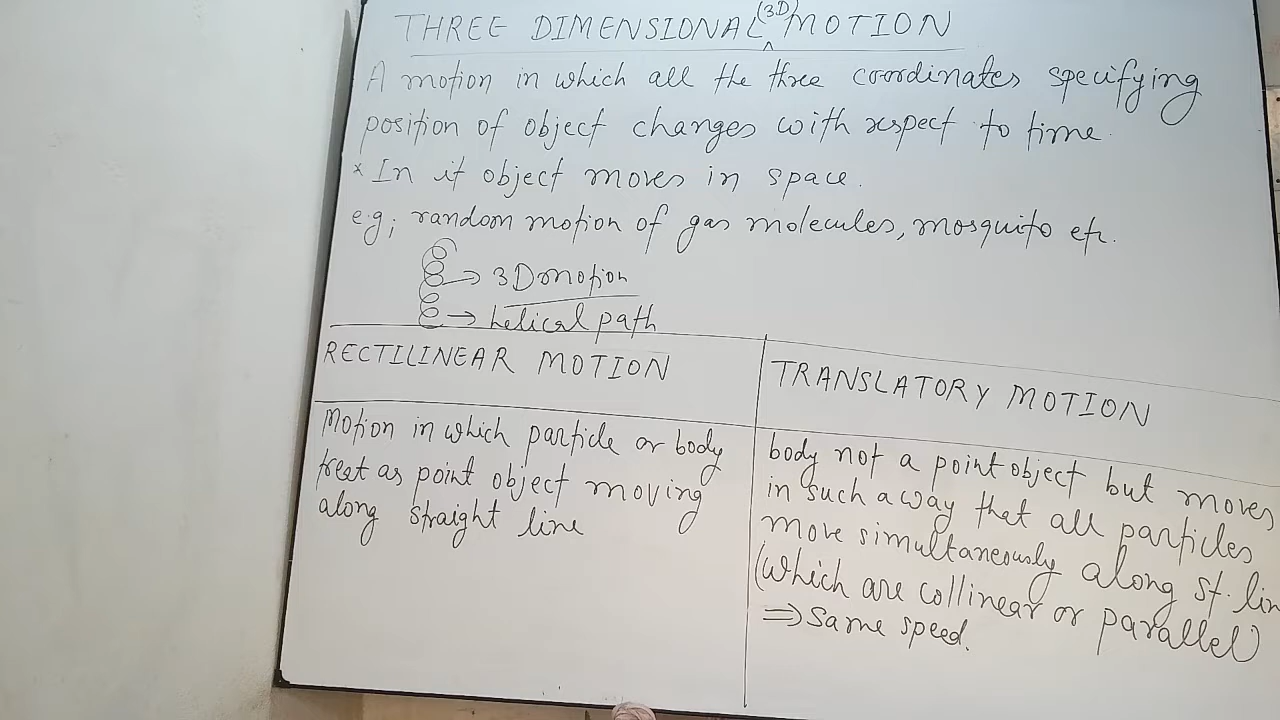 THREE DIMENSIONAL (3D) MOTION
A motion in which all the three coordinates specifying
position of object changes with respect to time.
* In it object moves in space.
e.g; random motion of gas molecules, mosquito etc.
→ 3D motion
→ helical path
RECTILINEAR MOTION
Motion in which particle or body
treat as point object moving
along straight line
TRANSLATORY MOTION
body not a point object but moves
in such a way that all particles
move simultaneously along st. lin
(which are collinear or parallel)
⇒ Same speed.